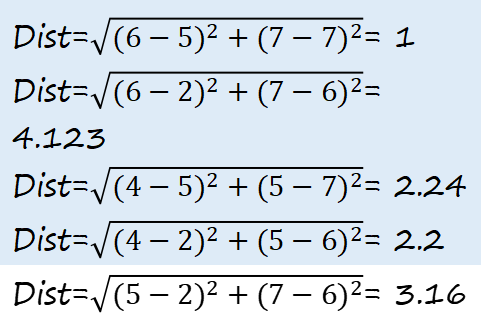 Dist=√(6 − 5)² + (7 − 7)²= 1
Dist=√(6 − 2)² + (7 − 6)²=
4.123
Dist=√(4 − 5)² + (5 − 7)²= 2.24
Dist=√(4 − 2)² + (5 − 6)²= 2.2
Dist=√(5 − 2)² + (7 − 6)²= 3.16